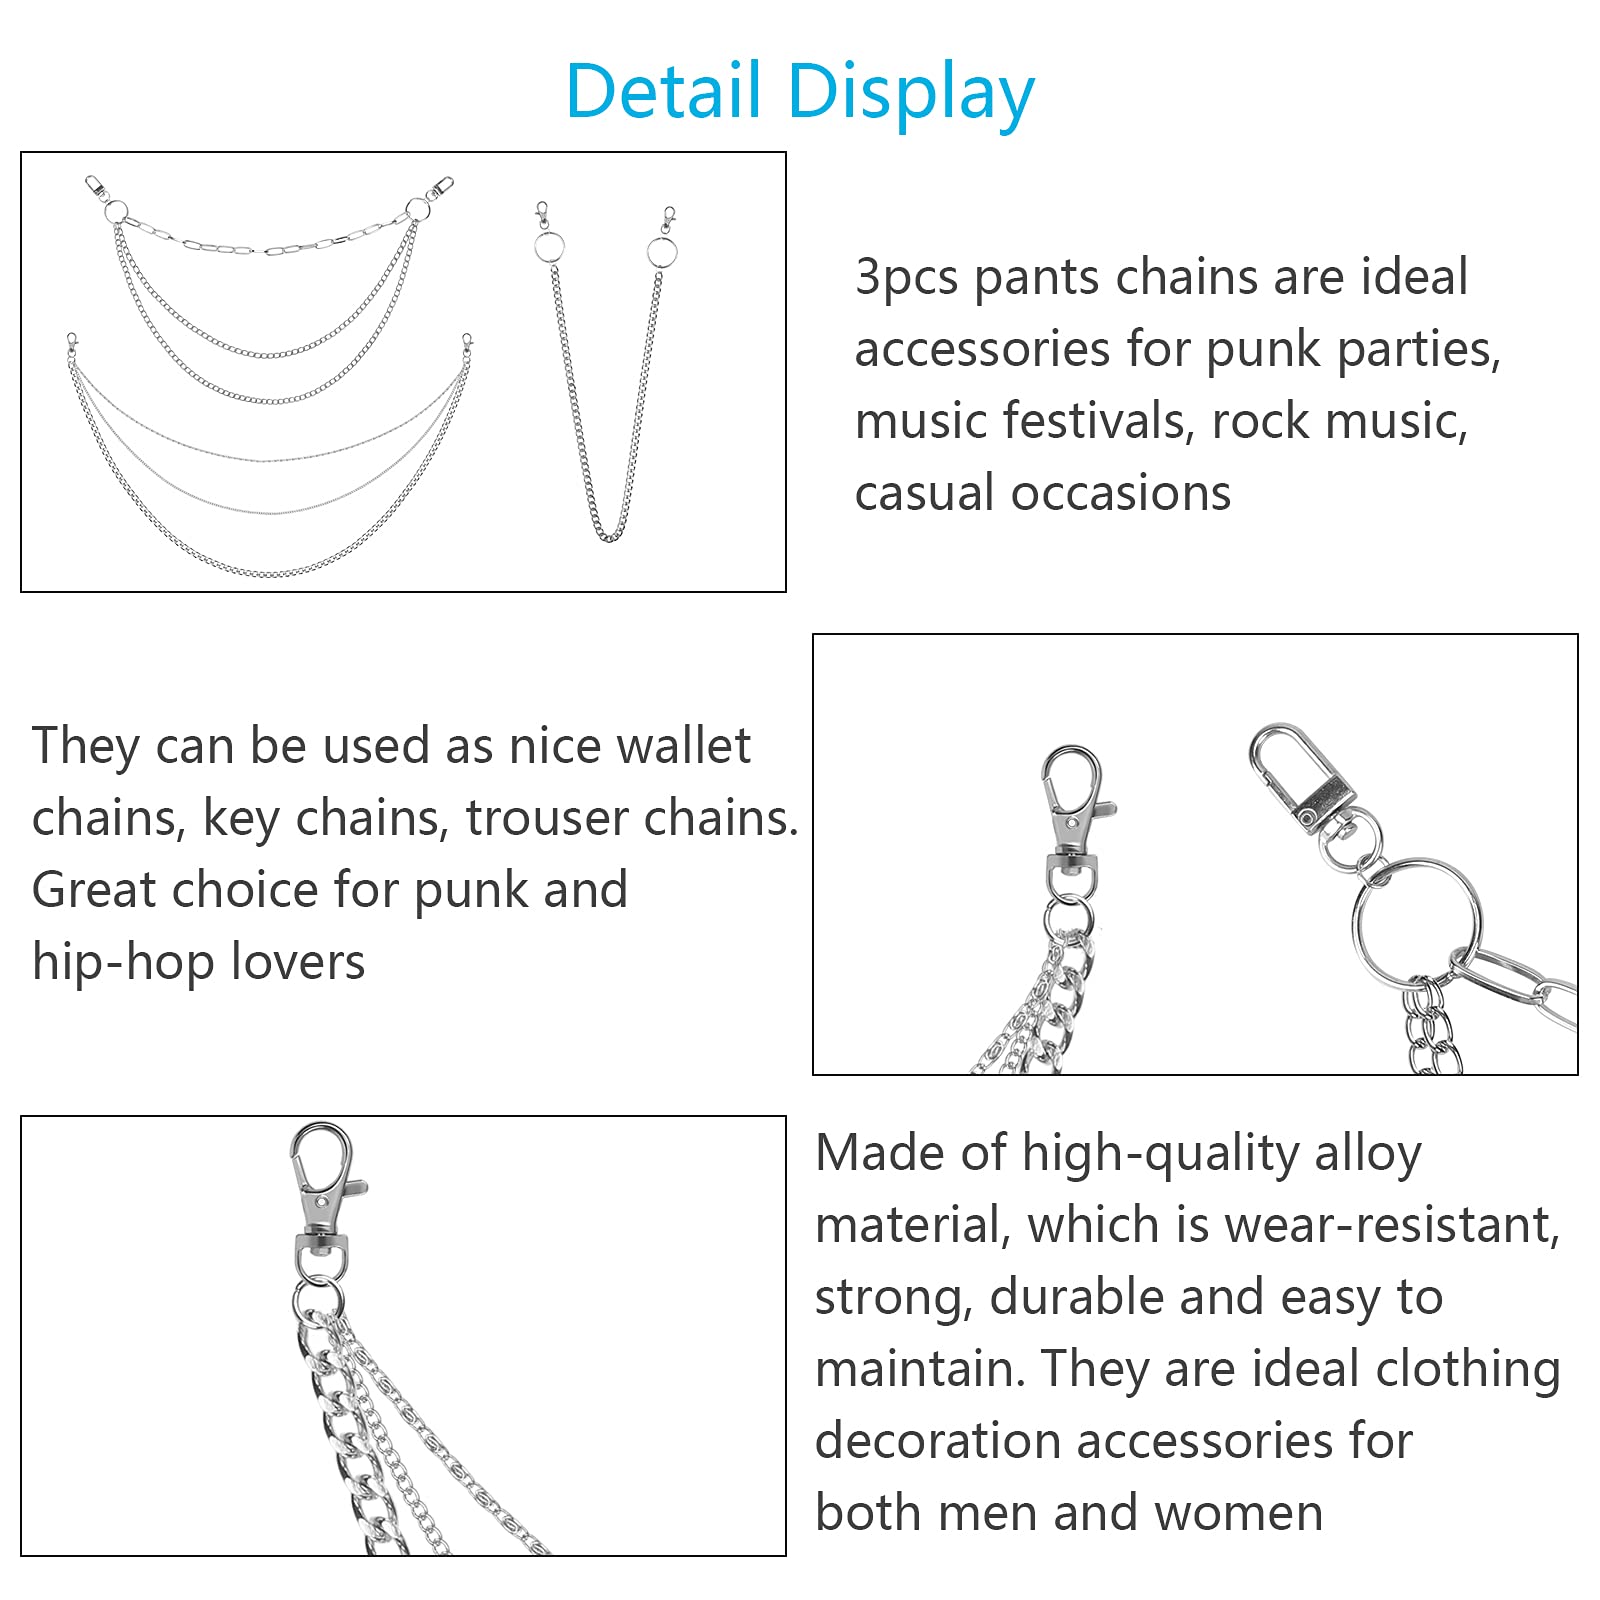 Detail Display
3pcs pants chains are ideal
accessories for punk parties,
music festivals, rock music,
casual occasions
They can be used as nice wallet
chains, key chains, trouser chains.
Great choice for punk and
hip-hop lovers
Made of high-quality alloy
material, which is wear-resistant,
strong, durable and easy to
maintain. They are ideal clothing
decoration accessories for
both men and women